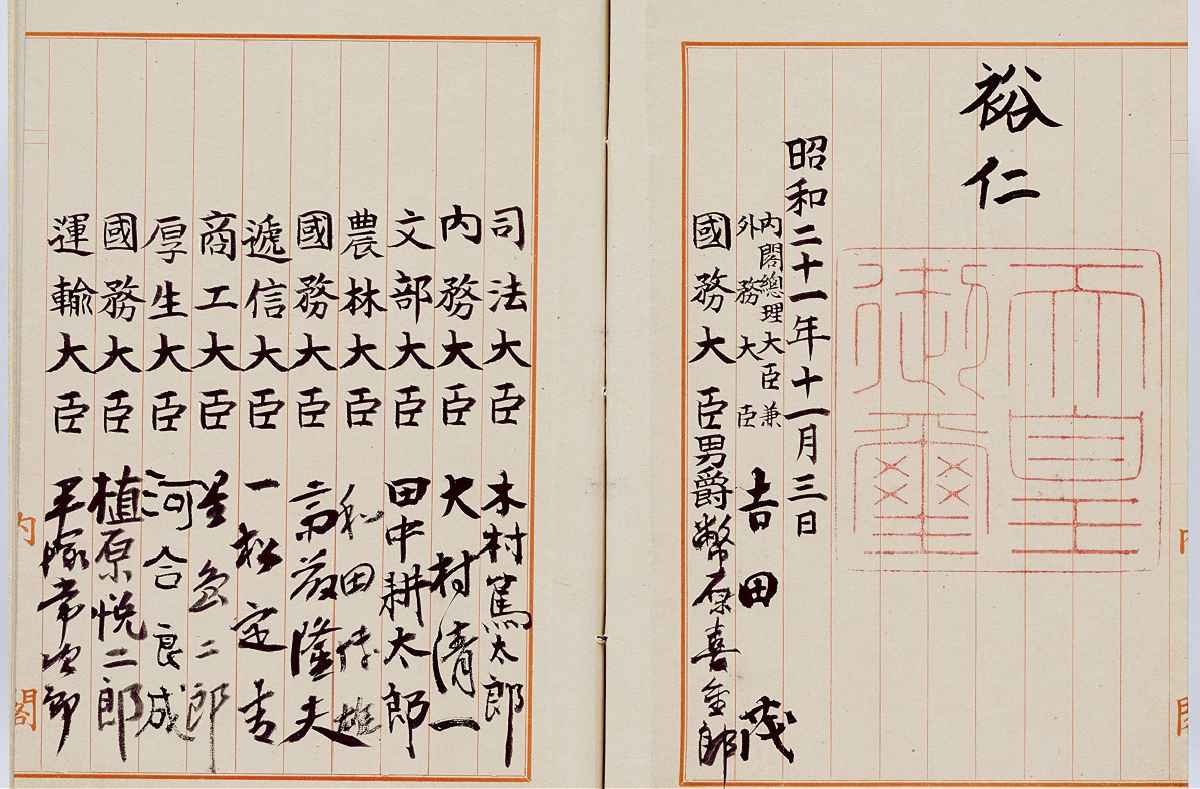 裕仁
天皇
御璽
昭和二十一年十一月三日
内閣總理大臣兼
外務大臣 吉田茂
國務大臣男爵幣原喜重郎
司法大臣 木村篤太郎
内務大臣 大村清一
文部大臣 田中耕太郎
農林大臣 和田博雄
國務大臣 斎藤隆夫
遞信大臣 一松定吉
商工大臣 星島二郎
厚生大臣 河合良成
國務大臣 植原悦二郎
運輸大臣 平塚常次郎
内閣